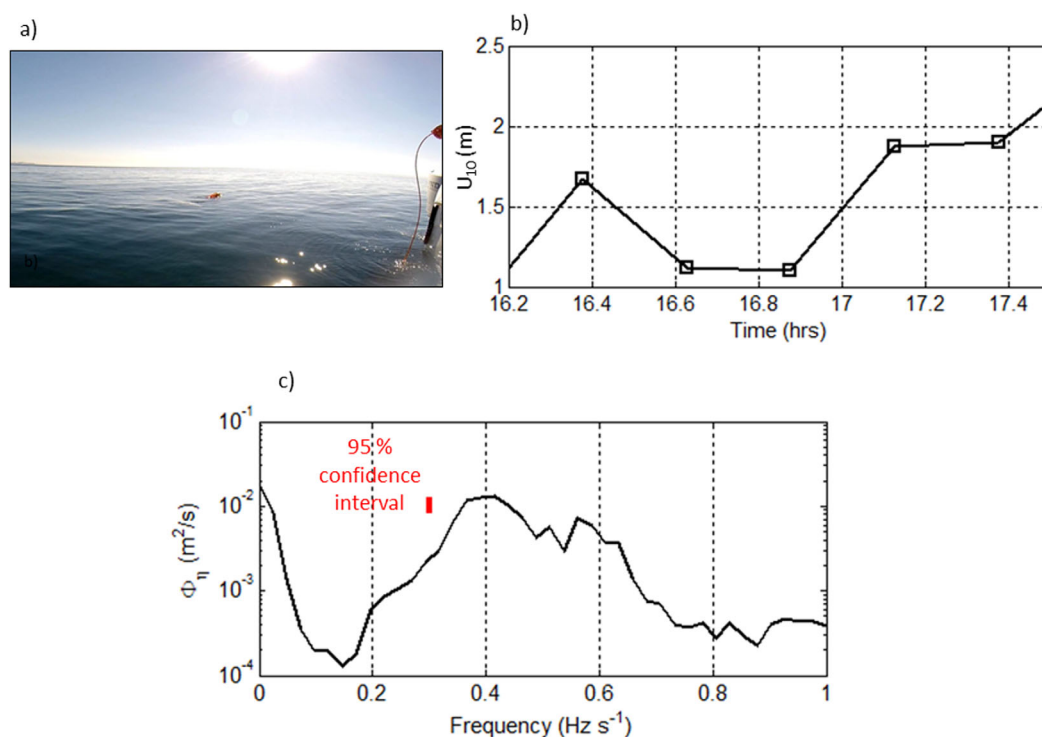 a)
b)
b)
2.5
2
1.5
1
U10 (m)
16.2 16.4 16.6 16.8 17 17.2 17.4
Time (hrs)
c)
10-1
10-2
10-3
10-4
Φη (m2/s)
95 %
confidence
interval
0 0.2 0.4 0.6 0.8 1
Frequency (Hz s-1)